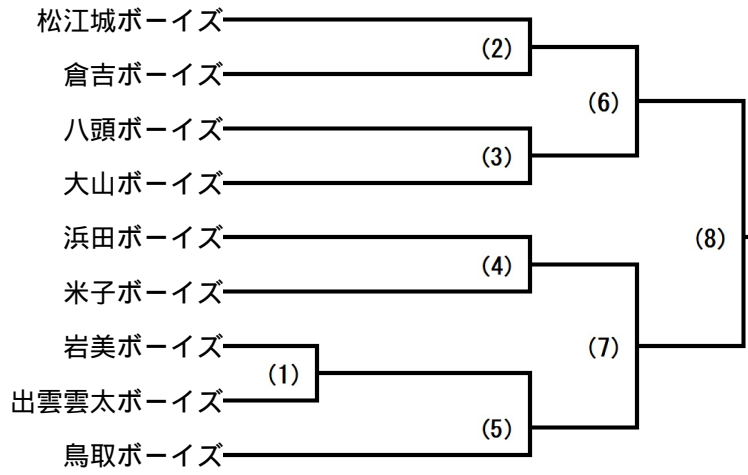 松江城ボーイズ
(2)
倉吉ボーイズ
(6)
八頭ボーイズ
(3)
大山ボーイズ
(8)
浜田ボーイズ
(4)
米子ボーイズ
(7)
岩美ボーイズ
(1)
出雲雲太ボーイズ
(5)
鳥取ボーイズ